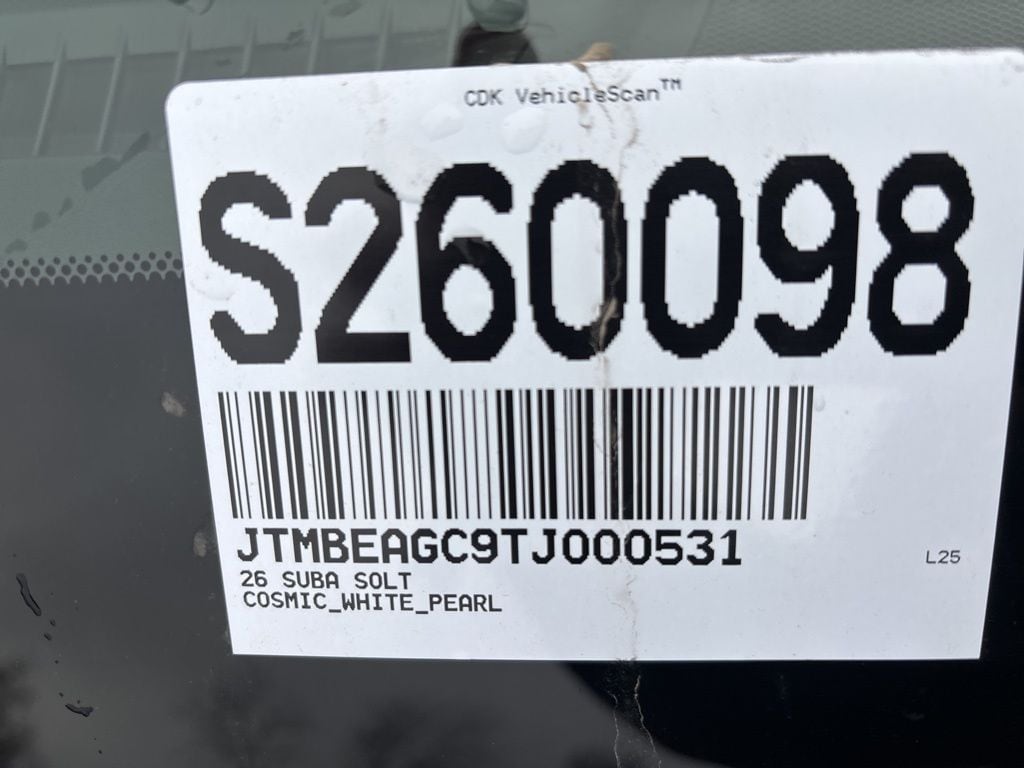 CDK VehicleScan™
S260098
JTMBEAGC9TJ000531
26 SUBA SOLT
L25
COSMIC_WHITE_PEARL